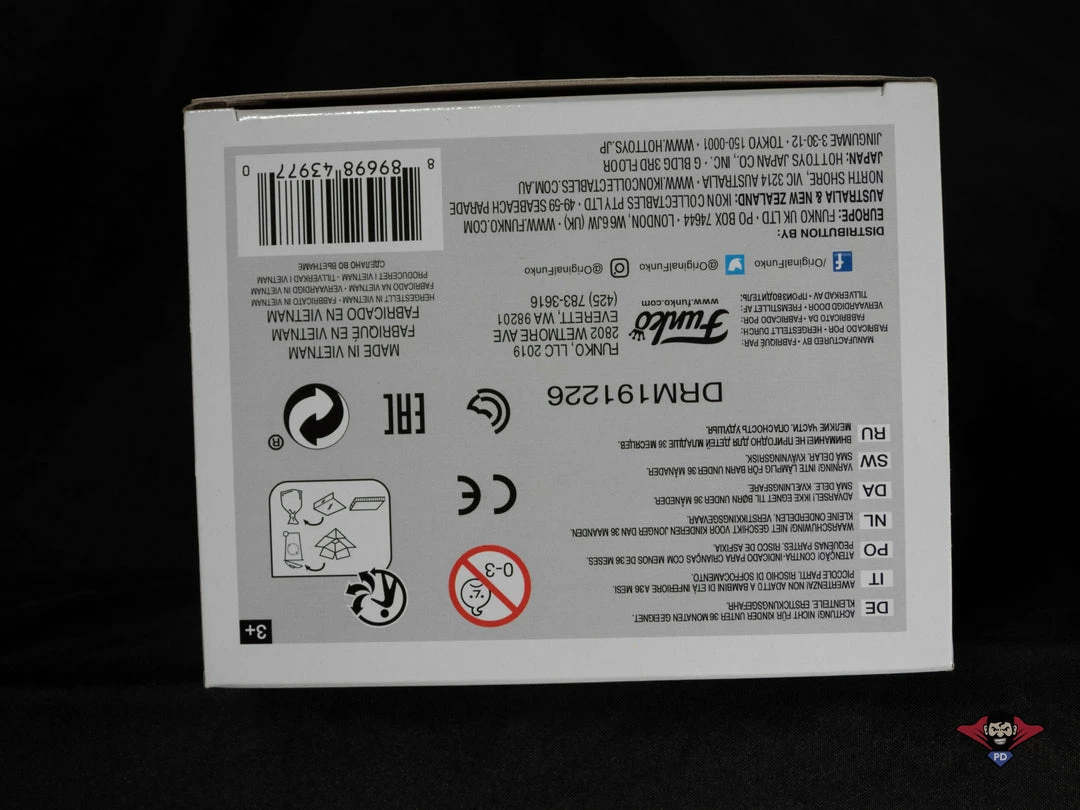 3+
DE ACHTUNG! NICHT FÜR KINDER UNTER 36 MONATEN GEEIGNET.
KLEINTEILE. ERSTICKUNGSGEFAHR.
IT AVVERTENZA! NON ADATTO A BAMBINI DI ETÀ INFERIORE A 36 MESI.
PICCOLE PARTI. RISCHIO DI SOFFOCAMENTO.
PO ATENÇÃO! CONTRA-INDICADO PARA CRIANÇAS COM MENOS DE 36 MESES.
PEQUENAS PARTES. RISCO DE ASFIXIA.
NL WAARSCHUWING! NIET GESCHIKT VOOR KINDEREN JONGER DAN 36 MAANDEN.
KLEINE ONDERDELEN. VERSTIKKINGSGEVAAR.
DA ADVARSEL! IKKE EGNET TIL BØRN UNDER 36 MÅNEDER.
SMÅ DELE. KVÆLNINGSFARE.
SW VARNING! INTE LÄMPLIG FÖR BARN UNDER 36 MÅNADER.
SMÅ DELAR. KVÄVNINGSRISK.
RU ВНИМАНИЕ! НЕ ПРИГОДНО ДЛЯ ДЕТЕЙ МЛАДШЕ 36 МЕСЯЦЕВ.
МЕЛКИЕ ЧАСТИ. ОПАСНОСТЬ УДУШЬЯ.
0-3
CE
EAC
®
DRM191226
MANUFACTURED BY • FABRIQUÉ PAR:
FABRICADO POR • HERGESTELLT DURCH:
FABRICATO DA • FABRICADO POR:
VERVAARDIGD DOOR • FREMSTILLET AF:
TILLVERKAD AV • ПРОИЗВОДИТЕЛЬ:
Funko
www.funko.com
FUNKO, LLC 2019
2802 WETMORE AVE
EVERETT, WA 98201
(425) 783-3616
MADE IN VIETNAM
FABRIQUÉ EN VIETNAM
FABRICADO EN VIETNAM
HERGESTELLT IN VIETNAM • FABBRICATO IN VIETNAM
FABRICADO NA VIETNAM • VERVAARDIGD IN VIETNAM
PRODUCERET I VIETNAM • TILLVERKAD I VIETNAM
СДЕЛАНО ВО ВЬЕТНАМЕ
/OriginalFunko @OriginalFunko @OriginalFunko
DISTRIBUTION BY:
EUROPE: FUNKO UK LTD • PO BOX 74644 • LONDON, W6 6JW (UK) • WWW.FUNKO.COM
AUSTRALIA & NEW ZEALAND: IKON COLLECTABLES PTY LTD • 49-59 SEABEACH PARADE
NORTH SHORE, VIC 3214 AUSTRALIA • WWW.IKONCOLLECTABLES.COM.AU
JAPAN: HOT TOYS JAPAN CO., INC. • G BLDG 3RD FLOOR
JINGUMAE 3-30-12 • TOKYO 150-0001 • WWW.HOTTOYS.JP
8 89698 43977 0
PD